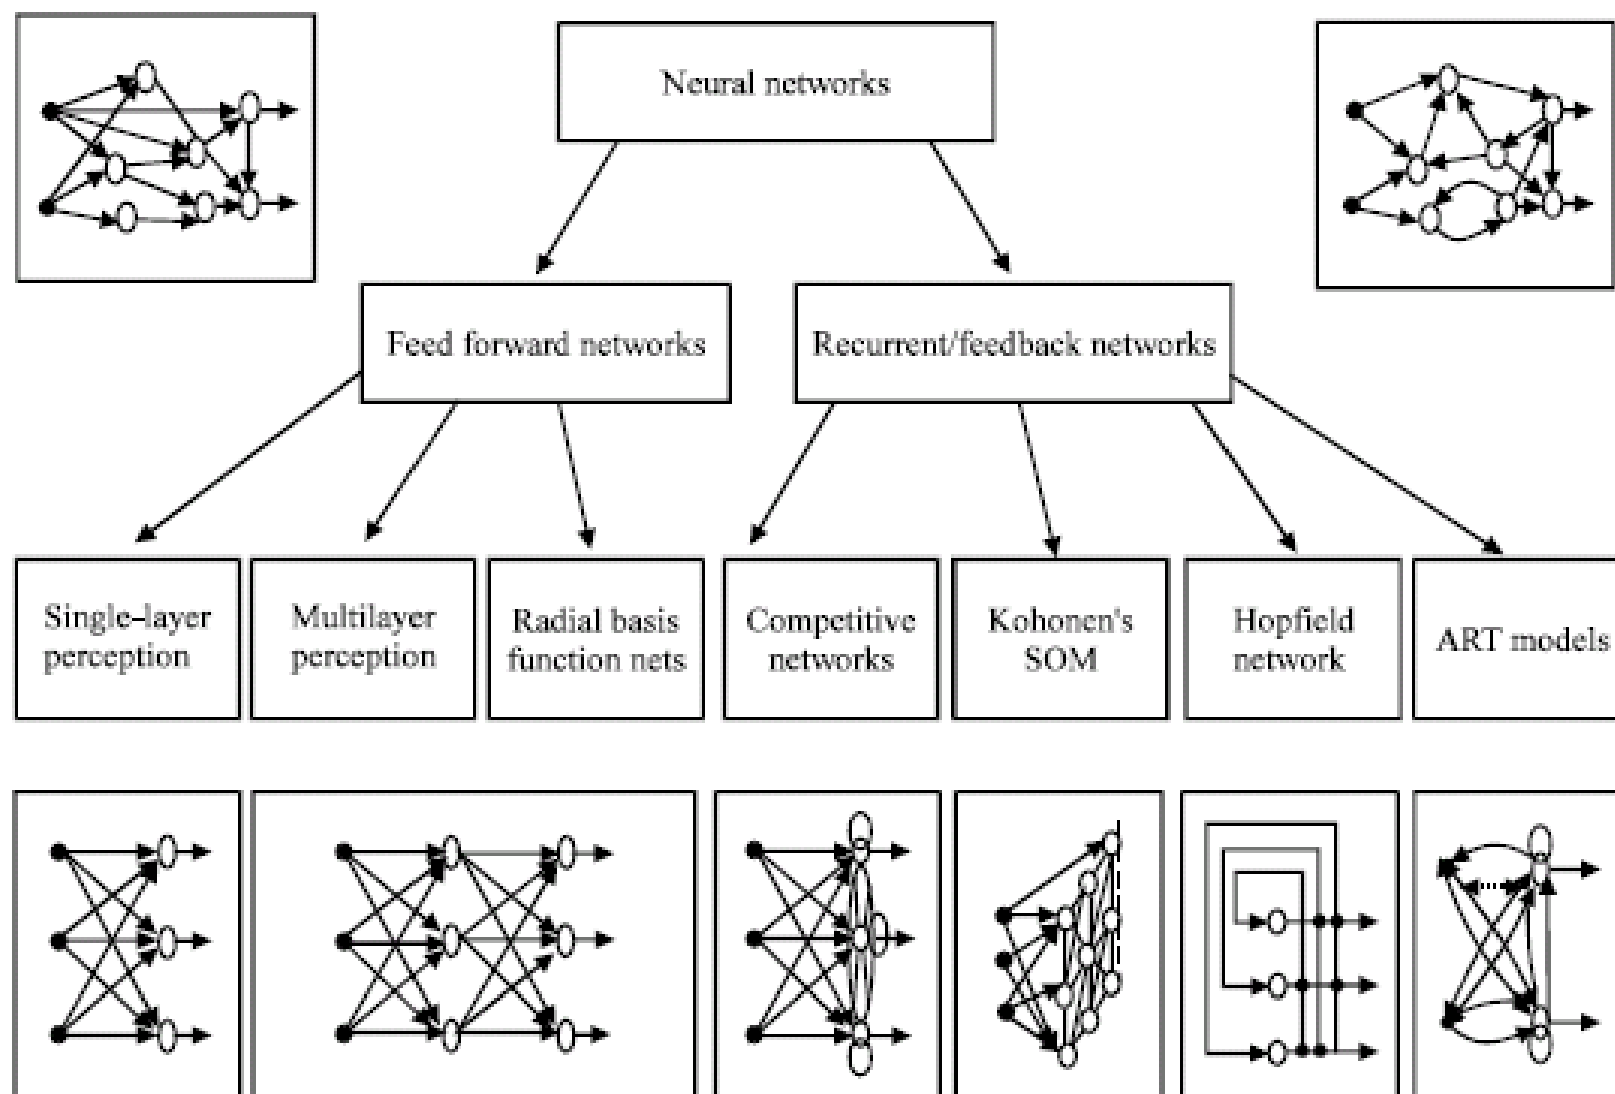 Neural networks
Feed forward networks
Recurrent/feedback networks
Single-layer
perception
Multilayer
perception
Radial basis
function nets
Competitive
networks
Kohonen's
SOM
Hopfield
network
ART models